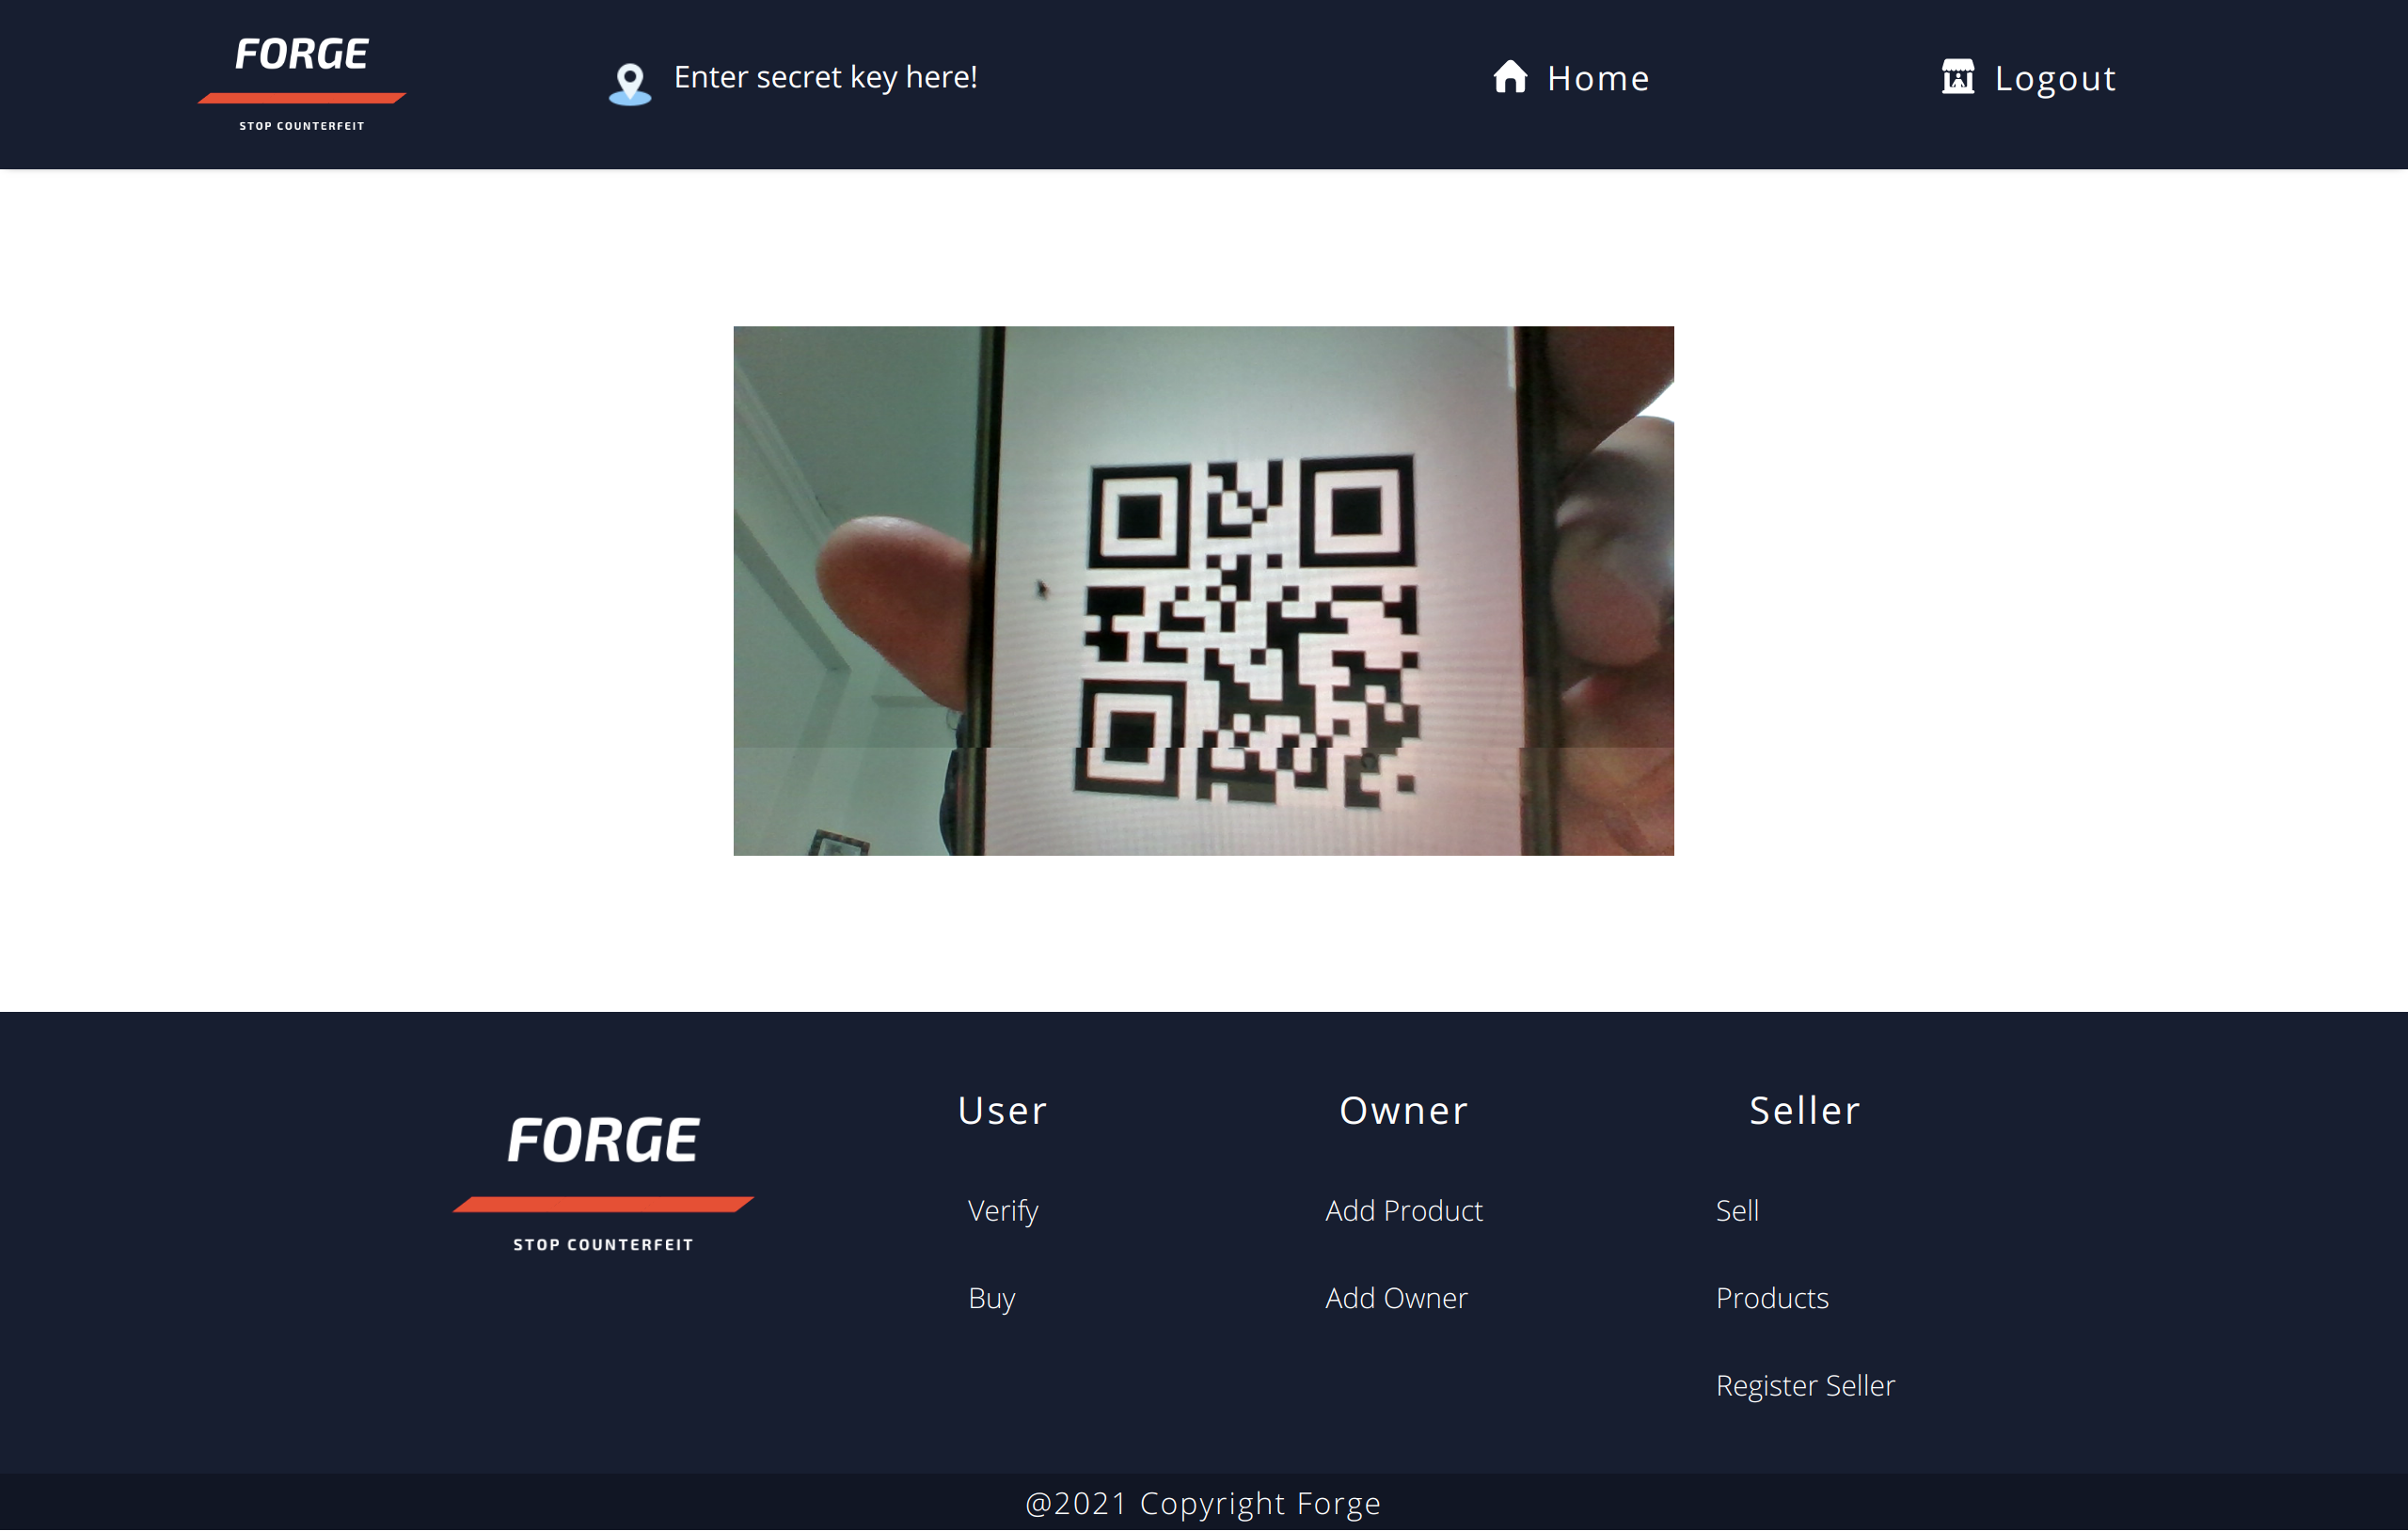 FORGE
STOP COUNTERFEIT
Enter secret key here!
Home
Logout
FORGE
STOP COUNTERFEIT
User
Verify
Buy
Owner
Add Product
Add Owner
Seller
Sell
Products
Register Seller
@2021 Copyright Forge